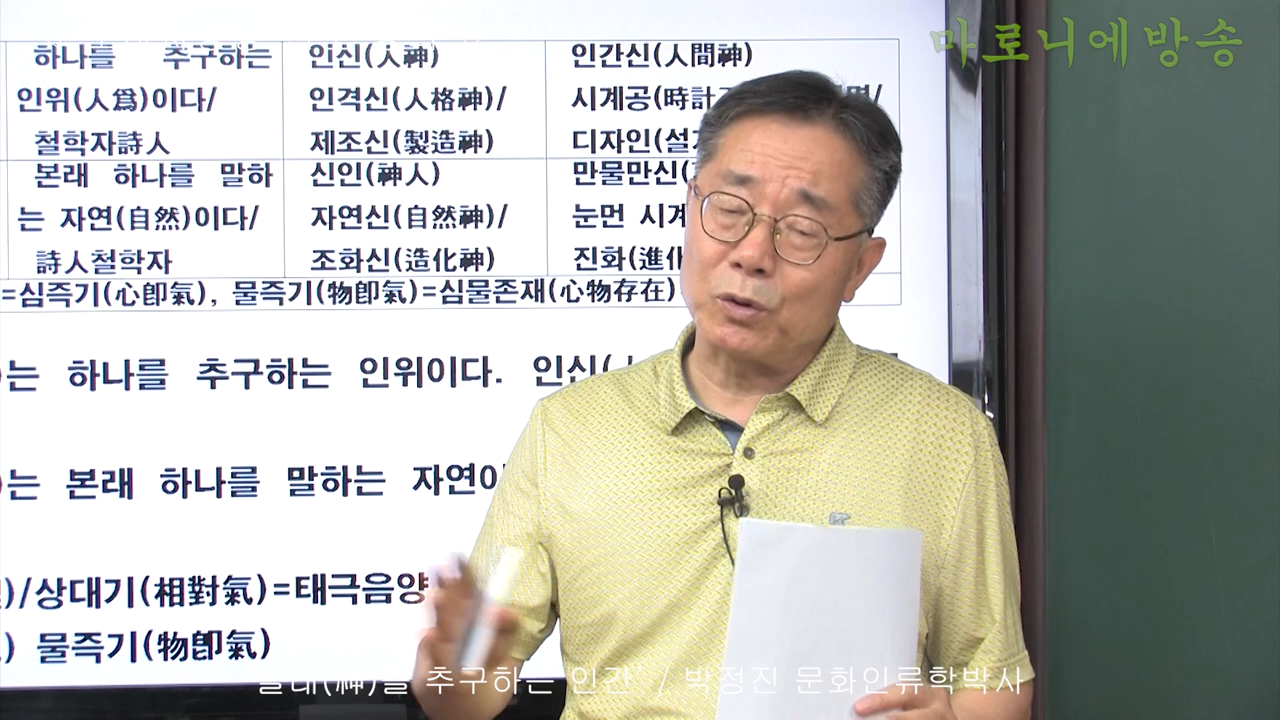 마로니에방송
하나를 추구하는 인신(人神) 인간신(人間神)
인위(人爲)이다/ 인격신(人格神)/ 시계공(時計
철학자詩人 제조신(製造神) 디자인(설
본래 하나를 말하 신인(神人) 만물만신(
는 자연(自然)이다/ 자연신(自然神)/ 눈먼 시계
詩人철학자 조화신(造化神) 진화(進化
=심즉기(心卽氣), 물즉기(物卽氣)=심물존재(心物存在)
는 하나를 추구하는 인위이다. 인신(
는 본래 하나를 말하는 자연이
)/상대기(相對氣)=태극음양
) 물즉기(物卽氣)
(神)을 추구하는 인간' / 박정진 문화인류학박사